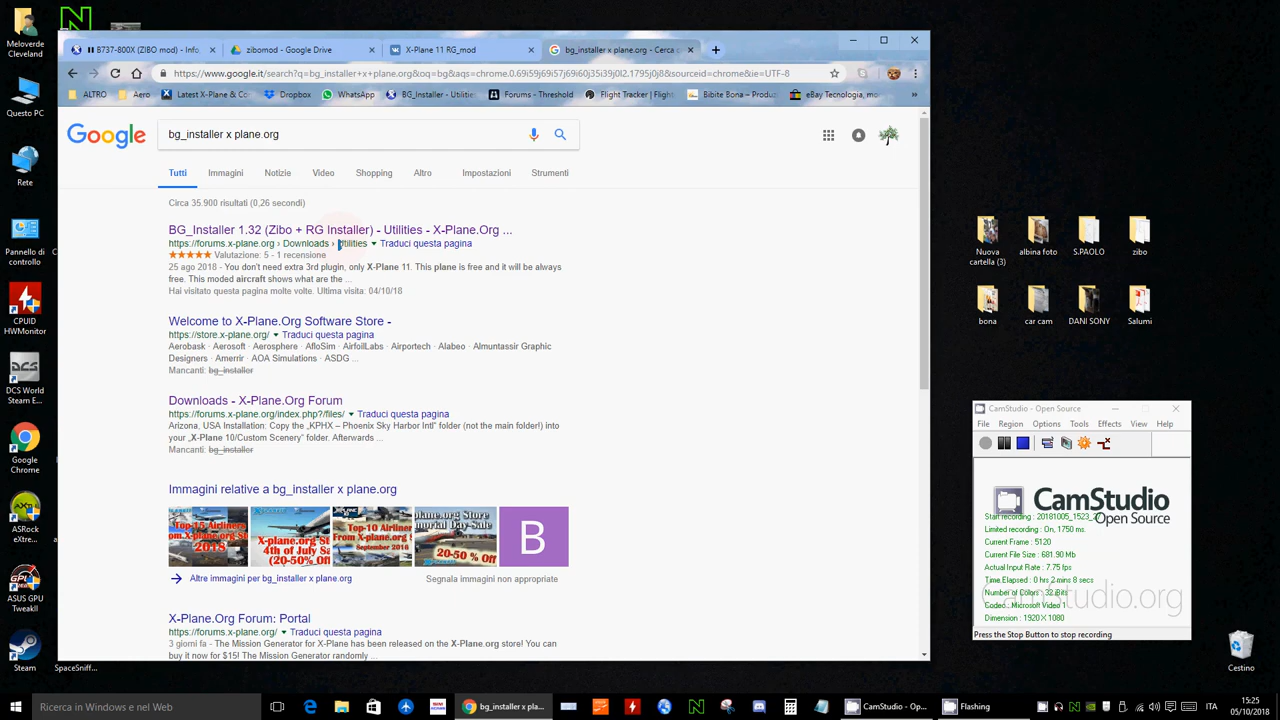 Meloverde
Cleveland
Questo PC
Rete
Pannello di
controllo
CPUID
HWMonitor
DCS World
Steam E...
Google
Chrome
ASRock
eXtre...
ASUS GPU
TweakII
Steam
SpaceSniff...
B737-800X (ZIBO mod) - Info.
zibomod - Google Drive
X-Plane 11 RG_mod
bg_installer x plane.org - Cerca c
https://www.google.it/search?q=bg_installer+x+plane.org&oq=bg&aqs=chrome.0.69i59j69i57j69i60j35i39j0l2.1795j0j8&sourceid=chrome&ie=UTF-8
ALTRO
Aero
Latest X-Plane & Co
Dropbox
WhatsApp
BG_Installer - Utilitie
Forums - Threshold
Flight Tracker | Flight
Bibite Bona – Produz
eBay Tecnologia, mo
»
Google
bg_installer x plane.org
Tutti Immagini Notizie Video Shopping Altro Impostazioni Strumenti
Circa 35.900 risultati (0,26 secondi)
BG_Installer 1.32 (Zibo + RG Installer) - Utilities - X-Plane.Org ...
https://forums.x-plane.org › Downloads › Utilities ▼ Traduci questa pagina
★★★★★ Valutazione: 5 - 1 recensione
25 ago 2018 - You don't need extra 3rd plugin, only X-Plane 11. This plane is free and it will be always
free. This moded aircraft shows what are the ...
Hai visitato questa pagina molte volte. Ultima visita: 04/10/18
Welcome to X-Plane.Org Software Store -
https://store.x-plane.org/ ▼ Traduci questa pagina
Aerobask · Aerosoft · Aerosphere · AfloSim · AirfoilLabs · Airportech · Alabeo · Almuntassir Graphic
Designers · Amerrir · AOA Simulations · ASDG ...
Mancanti: bg_installer
Downloads - X-Plane.Org Forum
https://forums.x-plane.org/index.php?/files/ ▼ Traduci questa pagina
Arizona, USA Installation: Copy the „KPHX – Phoenix Sky Harbor Intl" folder (not the main folder!) into
your „X-Plane 10/Custom Scenery" folder. Afterwards ...
Mancanti: bg_installer
Immagini relative a bg_installer x plane.org
B
Altre immagini per bg_installer x plane.org
Segnala immagini non appropriate
X-Plane.Org Forum: Portal
https://forums.x-plane.org/ ▼ Traduci questa pagina
3 giorni fa - The Mission Generator for X-Plane has been released on the X-Plane.org store! You can
buy it now for $15! The Mission Generator randomly ...
Nuova
cartella (3)
albina foto
S.PAOLO
zibo
bona
car cam
DANI SONY
Salumi
CamStudio - Open Source
File Region Options Tools Effects View Help
CamStudio
Open Source
Start recording : 20181005_1523_
Limited recording : On, 1750 ms.
Current Frame : 5120
Current File Size : 681.90 Mb
Actual Input Rate : 7.75 fps
Time Elapsed : 0 hrs 2 mins 8 secs
Number of Colors : 32 Bits
Codec : Microsoft Video 1
Dimension : 1920 X 1080
Camstudio.org
Press the Stop Button to stop recording
Cestino
Ricerca in Windows e nel Web
bg_installer x pla...
CamStudio - Op...
Flashing
ITA
15:25
05/10/2018